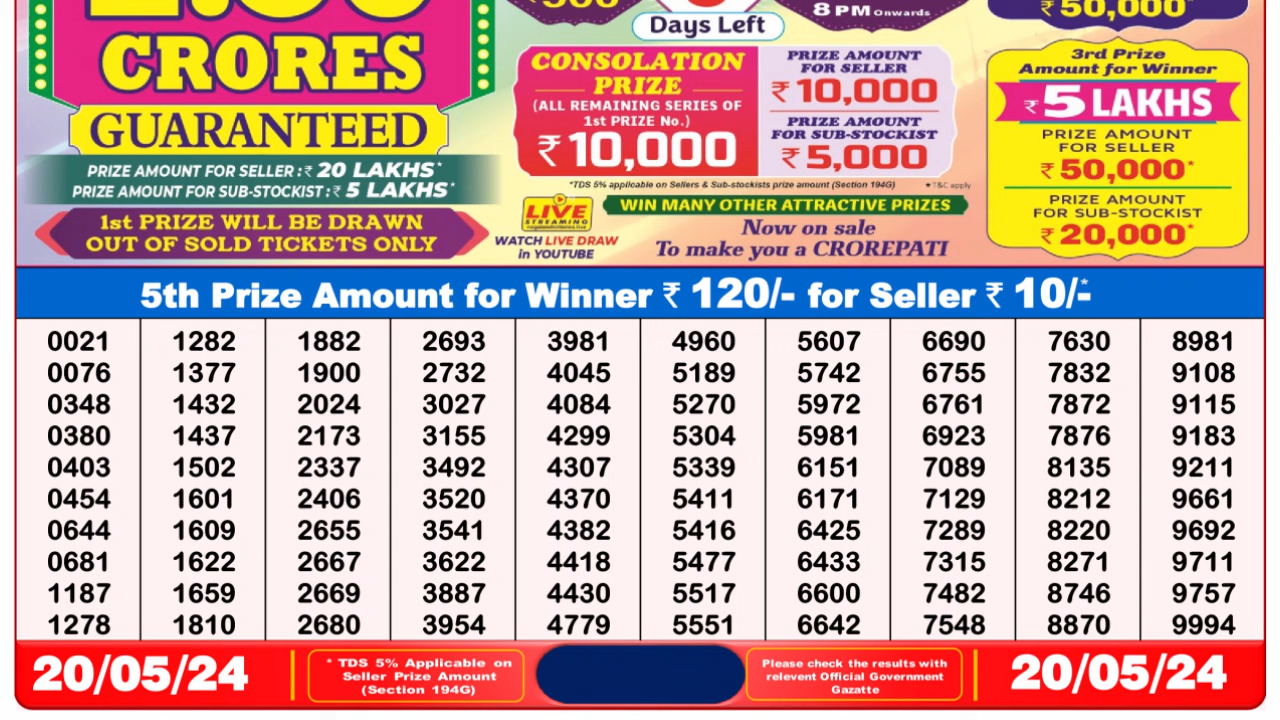 CRORES
GUARANTEED
PRIZE AMOUNT FOR SELLER :₹ 20 LAKHS*
PRIZE AMOUNT FOR SUB-STOCKIST :₹ 5 LAKHS*
1st PRIZE WILL BE DRAWN
OUT OF SOLD TICKETS ONLY
Days Left
8 PM Onwards
₹ 50,000*
CONSOLATION
PRIZE
(ALL REMAINING SERIES OF
1st PRIZE No.)
₹ 10,000
PRIZE AMOUNT
FOR SELLER
₹ 10,000
PRIZE AMOUNT
FOR SUB-STOCKIST
₹ 5,000
*TDS 5% applicable on Sellers & Sub-stockists prize amount (Section 194G)
★T&C apply
LIVE
STREAMING
WATCH LIVE DRAW
in YOUTUBE
WIN MANY OTHER ATTRACTIVE PRIZES
Now on sale
To make you a CROREPATI
3rd Prize
Amount for Winner
₹ 5 LAKHS
PRIZE AMOUNT
FOR SELLER
₹ 50,000*
PRIZE AMOUNT
FOR SUB-STOCKIST
₹ 20,000*
5th Prize Amount for Winner ₹ 120/- for Seller ₹ 10/-*
0021 1282 1882 2693 3981 4960 5607 6690 7630 8981
0076 1377 1900 2732 4045 5189 5742 6755 7832 9108
0348 1432 2024 3027 4084 5270 5972 6761 7872 9115
0380 1437 2173 3155 4299 5304 5981 6923 7876 9183
0403 1502 2337 3492 4307 5339 6151 7089 8135 9211
0454 1601 2406 3520 4370 5411 6171 7129 8212 9661
0644 1609 2655 3541 4382 5416 6425 7289 8220 9692
0681 1622 2667 3622 4418 5477 6433 7315 8271 9711
1187 1659 2669 3887 4430 5517 6600 7482 8746 9757
1278 1810 2680 3954 4779 5551 6642 7548 8870 9994
20/05/24
* TDS 5% Applicable on
Seller Prize Amount
(Section 194G)
Please check the results with
relevent Official Government
Gazatte
20/05/24